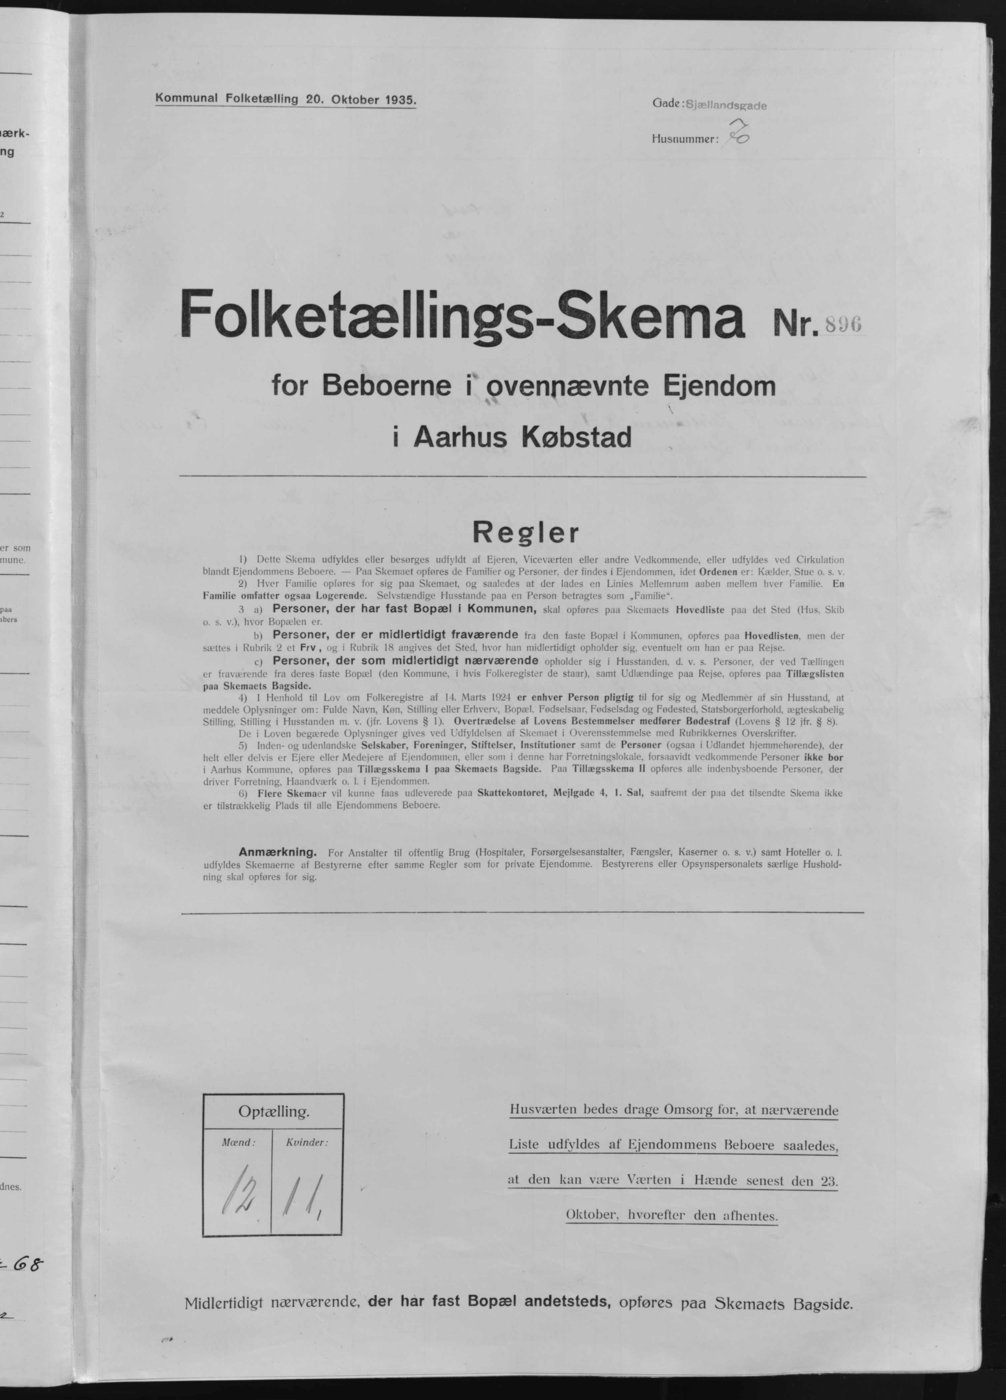 Kommunal Folketælling 20. Oktober 1935.
Gade: Sjællandsgade
Husnummer:
Folketællings-Skema Nr. 896
for Beboerne i ovennævnte Ejendom
i Aarhus Købstad
Regler
1) Dette Skema udfyldes eller besørges udfyldt af Ejeren, Viceværten eller andre Vedkommende, eller udfyldes ved Cirkulation
blandt Ejendommens Beboere. — Paa Skemaet opføres de Familier og Personer, der findes i Ejendommen, idet Ordenen er: Kælder, Stue o. s. v.
2) Hver Familie opføres for sig paa Skemaet, og saaledes at der lades en Linies Mellemrum aaben mellem hver Familie. En
Familie omfatter ogsaa Logerende. Selvstændige Husstande paa en Person betragtes som „Familie“.
3 a) Personer, der har fast Bopæl i Kommunen, skal opføres paa Skemaets Hovedliste paa det Sted (Hus, Skib
o. s. v.), hvor Bopælen er.
b) Personer, der er midlertidigt fraværende fra den faste Bopæl i Kommunen, opføres paa Hovedlisten, men der
sættes i Rubrik 2 et Frv., og i Rubrik 18 angives det Sted, hvor han midlertidigt opholder sig, eventuelt om han er paa Rejse.
c) Personer, der som midlertidigt nærværende opholder sig i Husstanden, d. v. s. Personer, der ved Tællingen
er fraværende fra deres faste Bopæl (den Kommune, i hvis Folkeregister de staar), samt Udlændinge paa Rejse, opføres paa Tillægslisten
paa Skemaets Bagside.
4) I Henhold til Lov om Folkeregistre af 14. Marts 1924 er enhver Person pligtig til for sig og Medlemmer af sin Husstand, at
meddele Oplysninger om: Fulde Navn, Køn, Stilling eller Erhverv, Bopæl, Fødselsaar, Fødselsdag og Fødested, Statsborgerforhold, ægteskabelig
Stilling, Stilling i Husstanden m. v. (jfr. Lovens § 1). Overtrædelse af Lovens Bestemmelser medfører Bødestraf (Lovens § 12 jfr. § 8).
De i Loven begærede Oplysninger gives ved Udfyldelsen af Skemaet i Overensstemmelse med Rubrikkernes Overskrifter.
5) Inden- og udenlandske Selskaber, Foreninger, Stiftelser, Institutioner samt de Personer (ogsaa i Udlandet hjemmehørende), der
helt eller delvis er Ejere eller Medejere af Ejendommen, eller som i denne har Forretningslokale, forsaavidt vedkommende Personer ikke bor
i Aarhus Kommune, opføres paa Tillægsskema I paa Skemaets Bagside. Paa Tillægsskema II opføres alle indenbysboende Personer, der
driver Forretning, Haandværk o. l. i Ejendommen.
6) Flere Skemaer vil kunne faas udleverede paa Skattekontoret, Mejlgade 4, 1. Sal, saafremt der paa det tilsendte Skema ikke
er tilstrækkelig Plads til alle Ejendommens Beboere.
Anmærkning. For Anstalter til offentlig Brug (Hospitaler, Forsørgelsesanstalter, Fængsler, Kaserner o. s. v.) samt Hoteller o. l.
udfyldes Skemaerne af Bestyrerne efter samme Regler som for private Ejendomme. Bestyrerens eller Opsynspersonalets særlige Hushold-
ning skal opføres for sig.
Optælling.
Mænd: Kvinder:
12 11,
Husværten bedes drage Omsorg for, at nærværende
Liste udfyldes af Ejendommens Beboere saaledes,
at den kan være Værten i Hænde senest den 23.
Oktober, hvorefter den afhentes.
Midlertidigt nærværende, der har fast Bopæl andetsteds, opføres paa Skemaets Bagside.
ærk-
ng
2
er som
mune.
paa
abers
dnes.
68